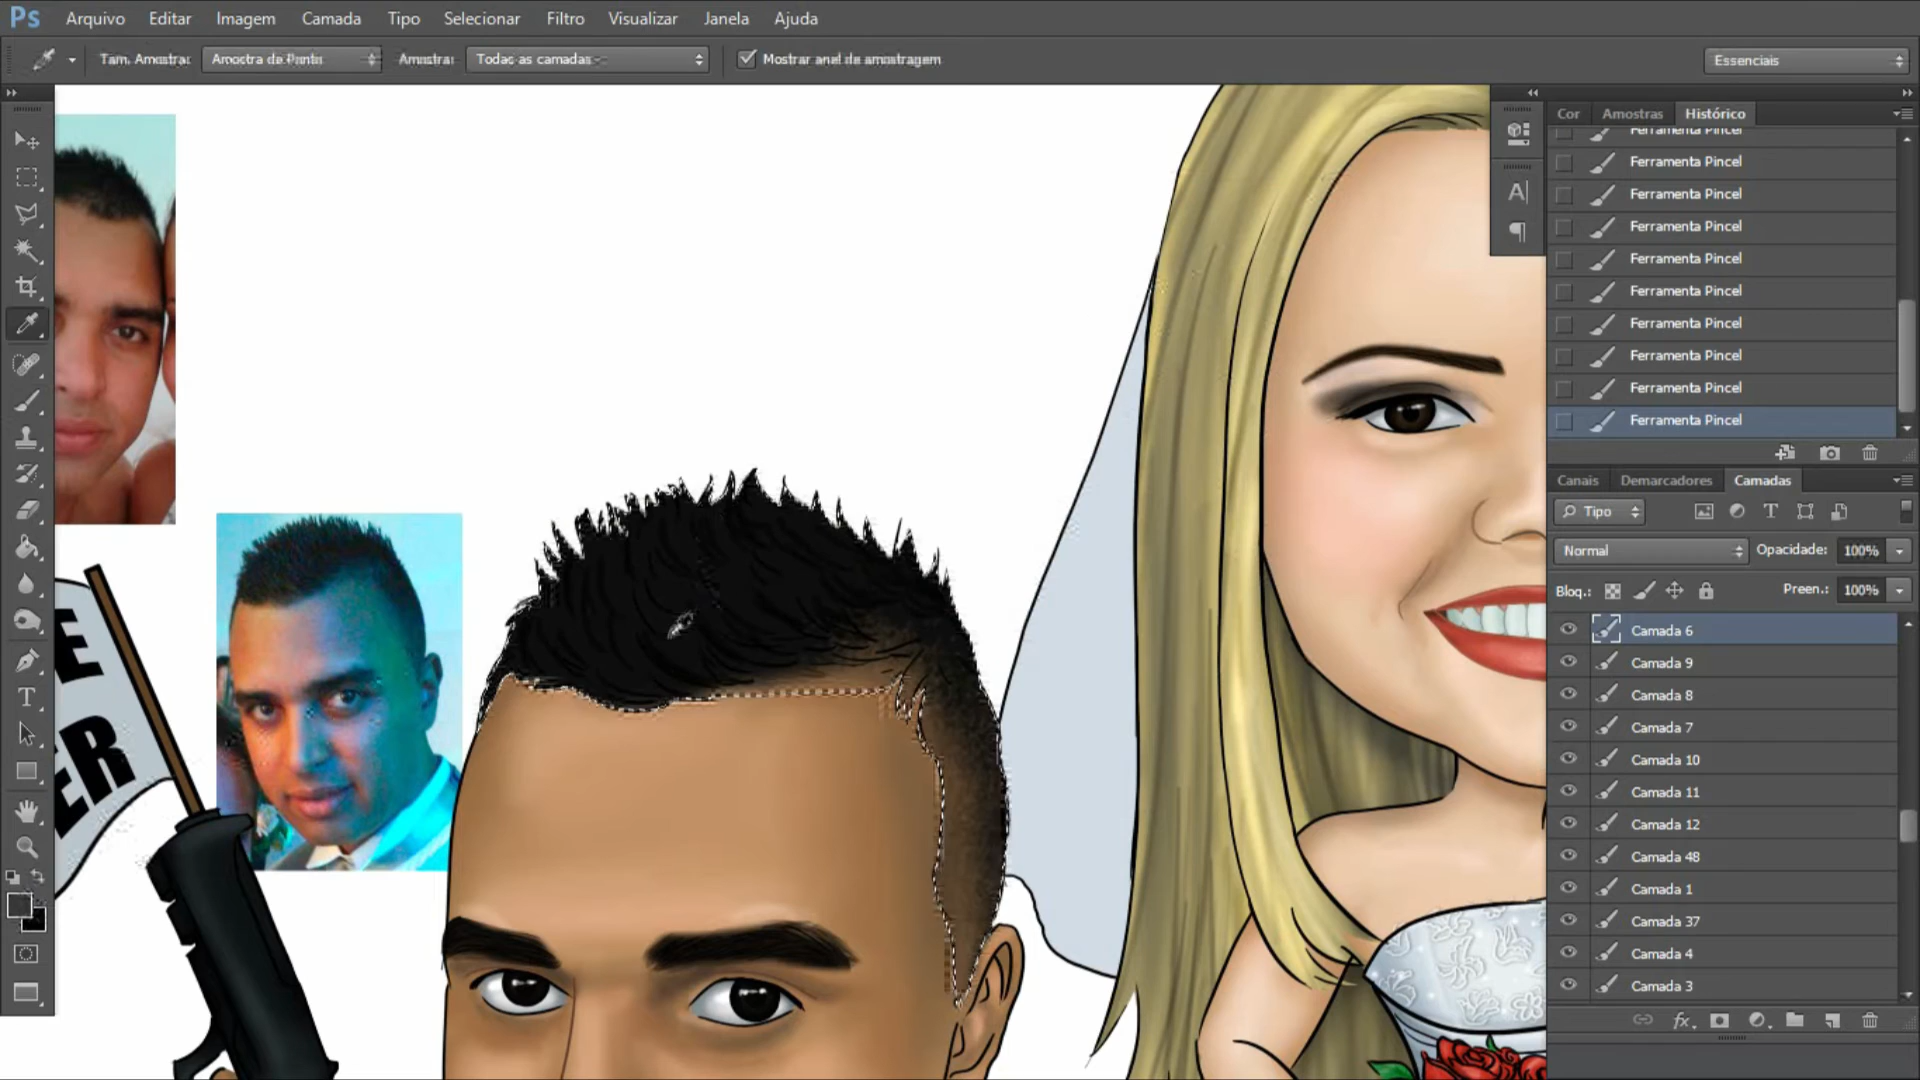 Ps Arquivo Editar Imagem Camada Tipo Selecionar Filtro Visualizar Janela Ajuda
Tam. Amostra: Amostra de Ponto Amostra: Todas as camadas Mostrar anel de amostragem Essenciais
Cor Amostras Histórico
Ferramenta Pincel
Ferramenta Pincel
Ferramenta Pincel
Ferramenta Pincel
Ferramenta Pincel
Ferramenta Pincel
Ferramenta Pincel
Ferramenta Pincel
Ferramenta Pincel
Ferramenta Pincel
Canais Demarcadores Camadas
Tipo
Normal Opacidade: 100%
Bloq.: Preen.: 100%
Camada 6
Camada 9
Camada 8
Camada 7
Camada 10
Camada 11
Camada 12
Camada 48
Camada 1
Camada 37
Camada 4
Camada 3
E
ER